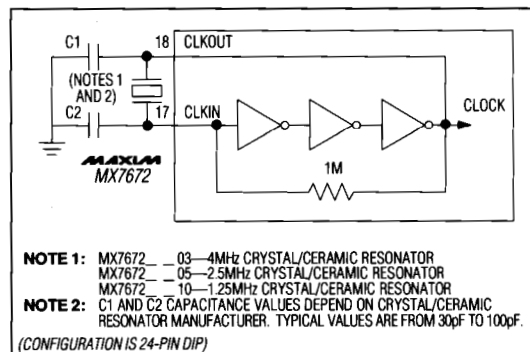 C1
18
CLKOUT
(NOTES 1
AND 2)
C2
17
CLKIN
CLOCK
MAXIM
MX7672
1M
NOTE 1: MX7672_ _ 03—4MHz CRYSTAL/CERAMIC RESONATOR
MX7672_ _ 05—2.5MHz CRYSTAL/CERAMIC RESONATOR
MX7672_ _ 10—1.25MHz CRYSTAL/CERAMIC RESONATOR
NOTE 2: C1 AND C2 CAPACITANCE VALUES DEPEND ON CRYSTAL/CERAMIC
RESONATOR MANUFACTURER. TYPICAL VALUES ARE FROM 30pF TO 100pF.
(CONFIGURATION IS 24-PIN DIP)